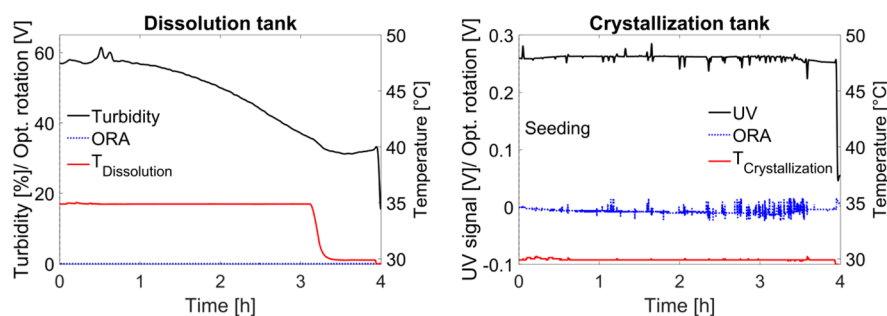 Dissolution tank
Turbidity [%]/ Opt. rotation [V]
60
40
20
0
Turbidity
ORA
T Dissolution
50
45
40
35
30
Temperature [°C]
0 1 2 3 4
Time [h]
Crystallization tank
UV signal [V]/ Opt. rotation [V]
0.3
0.2
0.1
0
-0.1
Seeding
UV
ORA
T Crystallization
50
45
40
35
30
Temperature [°C]
0 1 2 3 4
Time [h]